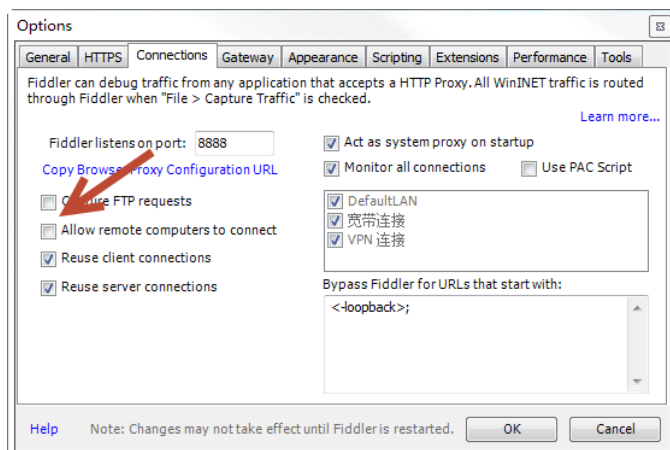 Options
General HTTPS Connections Gateway Appearance Scripting Extensions Performance Tools
Fiddler can debug traffic from any application that accepts a HTTP Proxy. All WinINET traffic is routed
through Fiddler when "File > Capture Traffic" is checked.
Learn more...
Fiddler listens on port: 8888
Copy Browser Proxy Configuration URL
FTP requests
Allow remote computers to connect
Reuse client connections
Reuse server connections
Act as system proxy on startup
Monitor all connections Use PAC Script
DefaultLAN
宽带连接
VPN 连接
Bypass Fiddler for URLs that start with:
<-loopback>;
Help Note: Changes may not take effect until Fiddler is restarted. OK Cancel